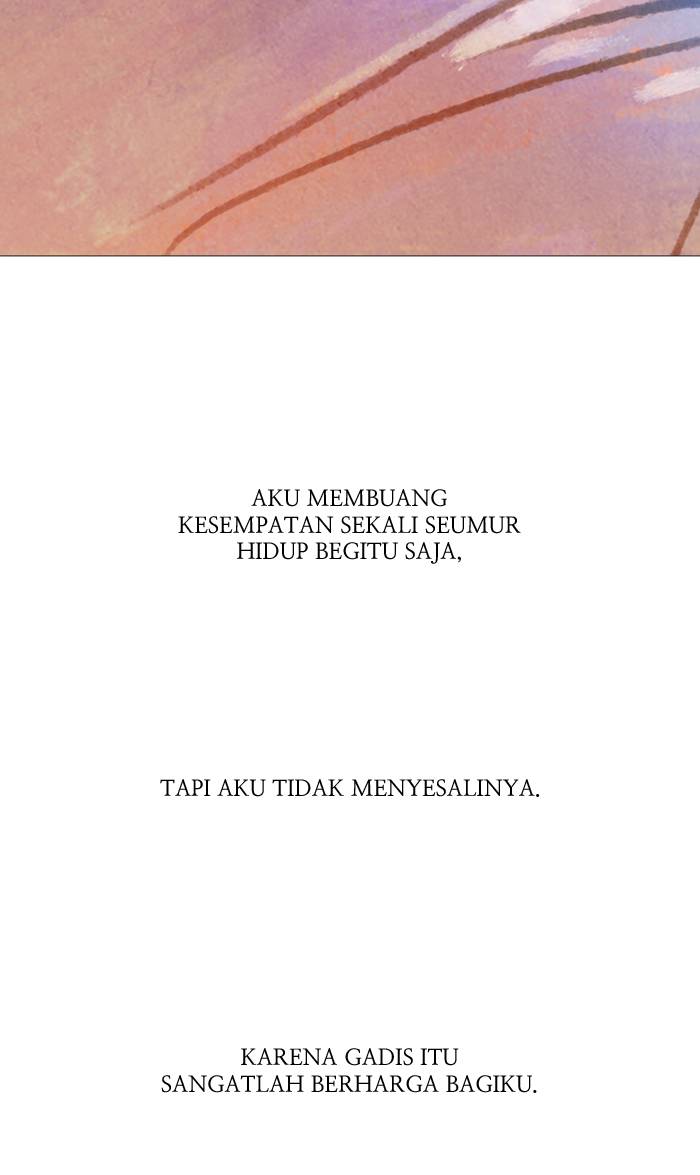 AKU MEMBUANG
KESEMPATAN SEKALI SEUMUR
HIDUP BEGITU SAJA,
TAPI AKU TIDAK MENYESALINYA.
KARENA GADIS ITU
SANGATLAH BERHARGA BAGIKU.